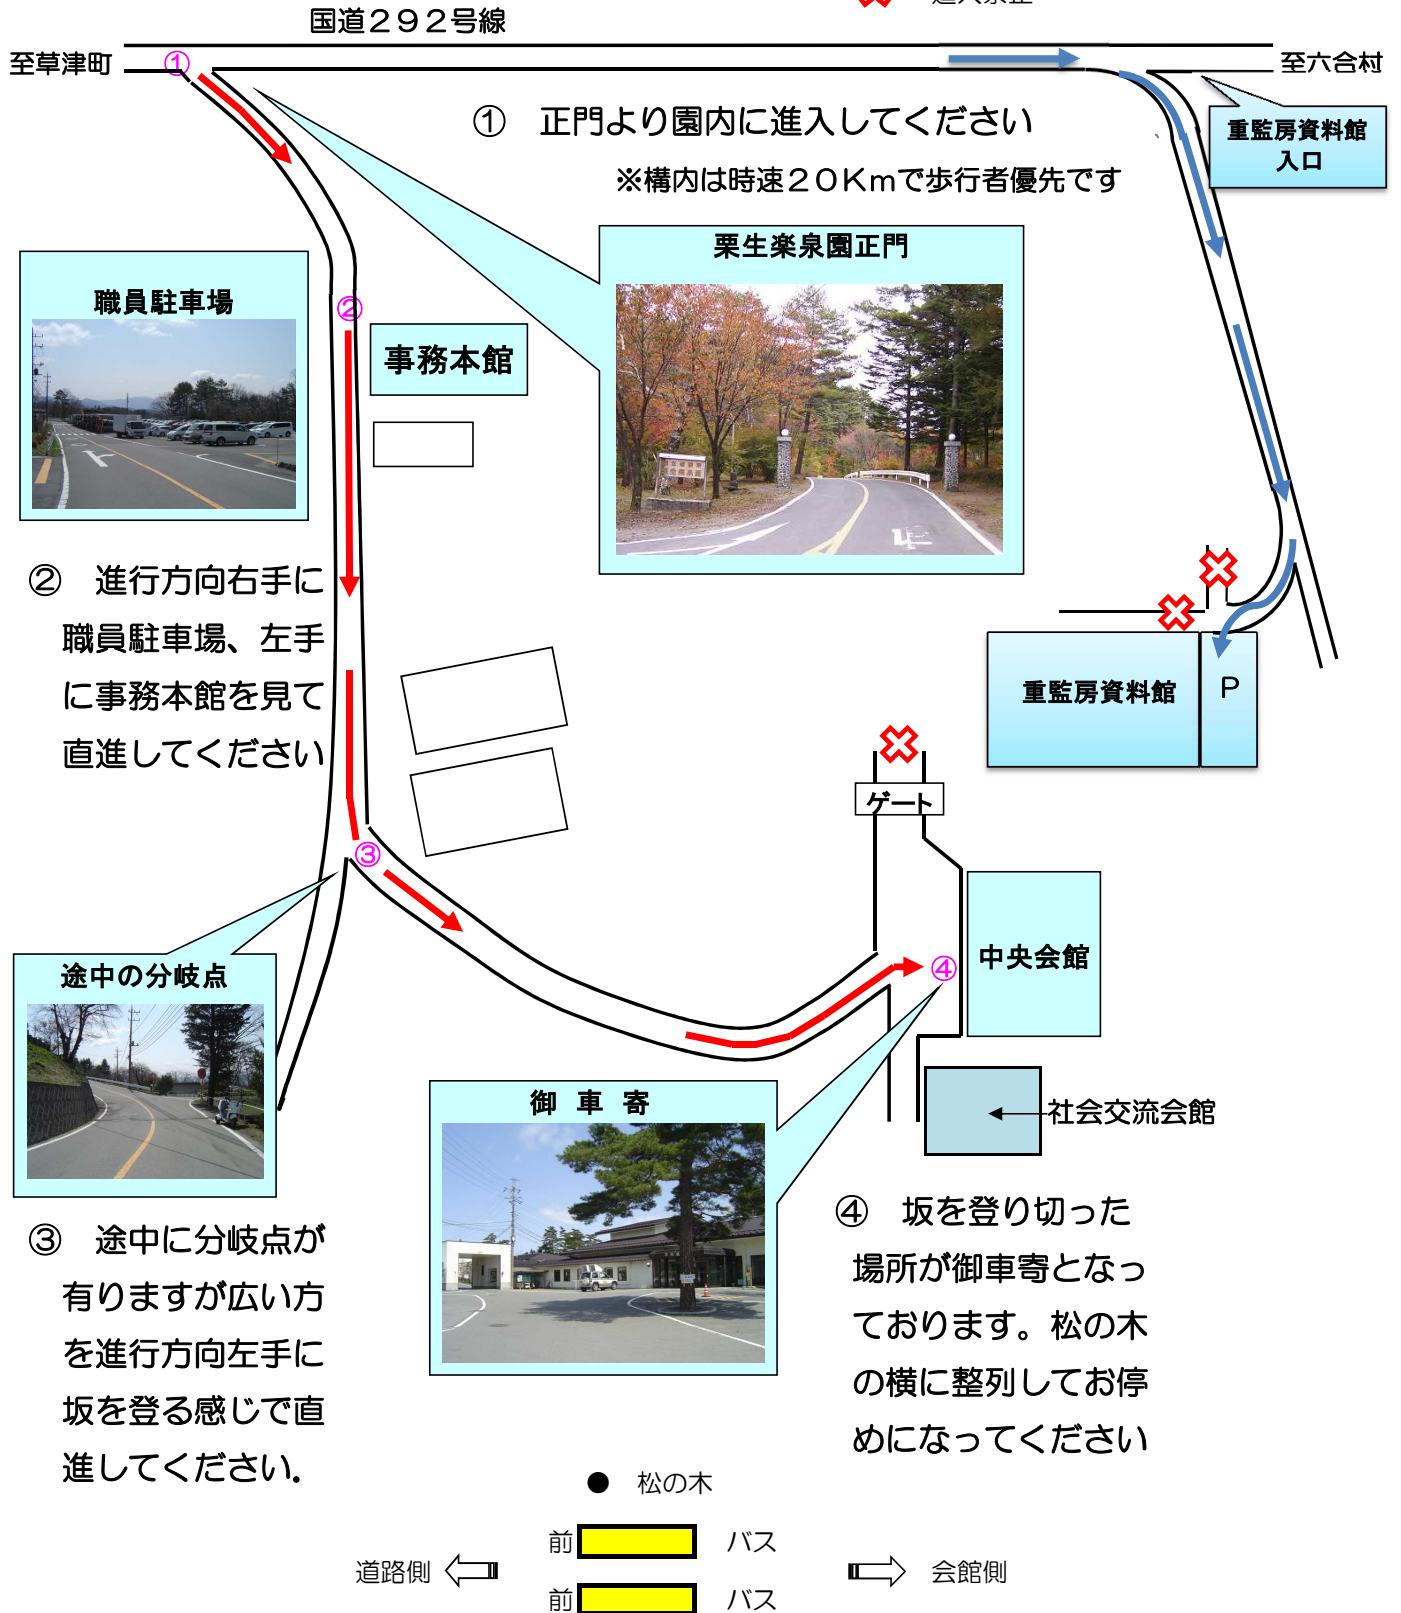 進入禁止
国道２９２号線
至草津町
①
至六合村
①　正門より園内に進入してください
※構内は時速２０Ｋｍで歩行者優先です
重監房資料館
入口
栗生楽泉園正門
職員駐車場
②
事務本館
②　進行方向右手に
職員駐車場、左手
に事務本館を見て
直進してください
重監房資料館
Ｐ
ゲート
③
中央会館
④
途中の分岐点
御　車　寄
社会交流会館
③　途中に分岐点が
有りますが広い方
を進行方向左手に
坂を登る感じで直
進してください．
④　坂を登り切った
場所が御車寄となっ
ております。松の木
の横に整列してお停
めになってください
●　松の木
前　バス
道路側　会館側
前　バス